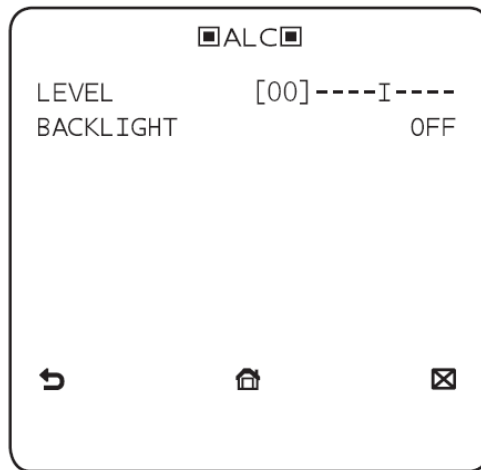 ▣ALC▣
LEVEL [00]----I----
BACKLIGHT OFF